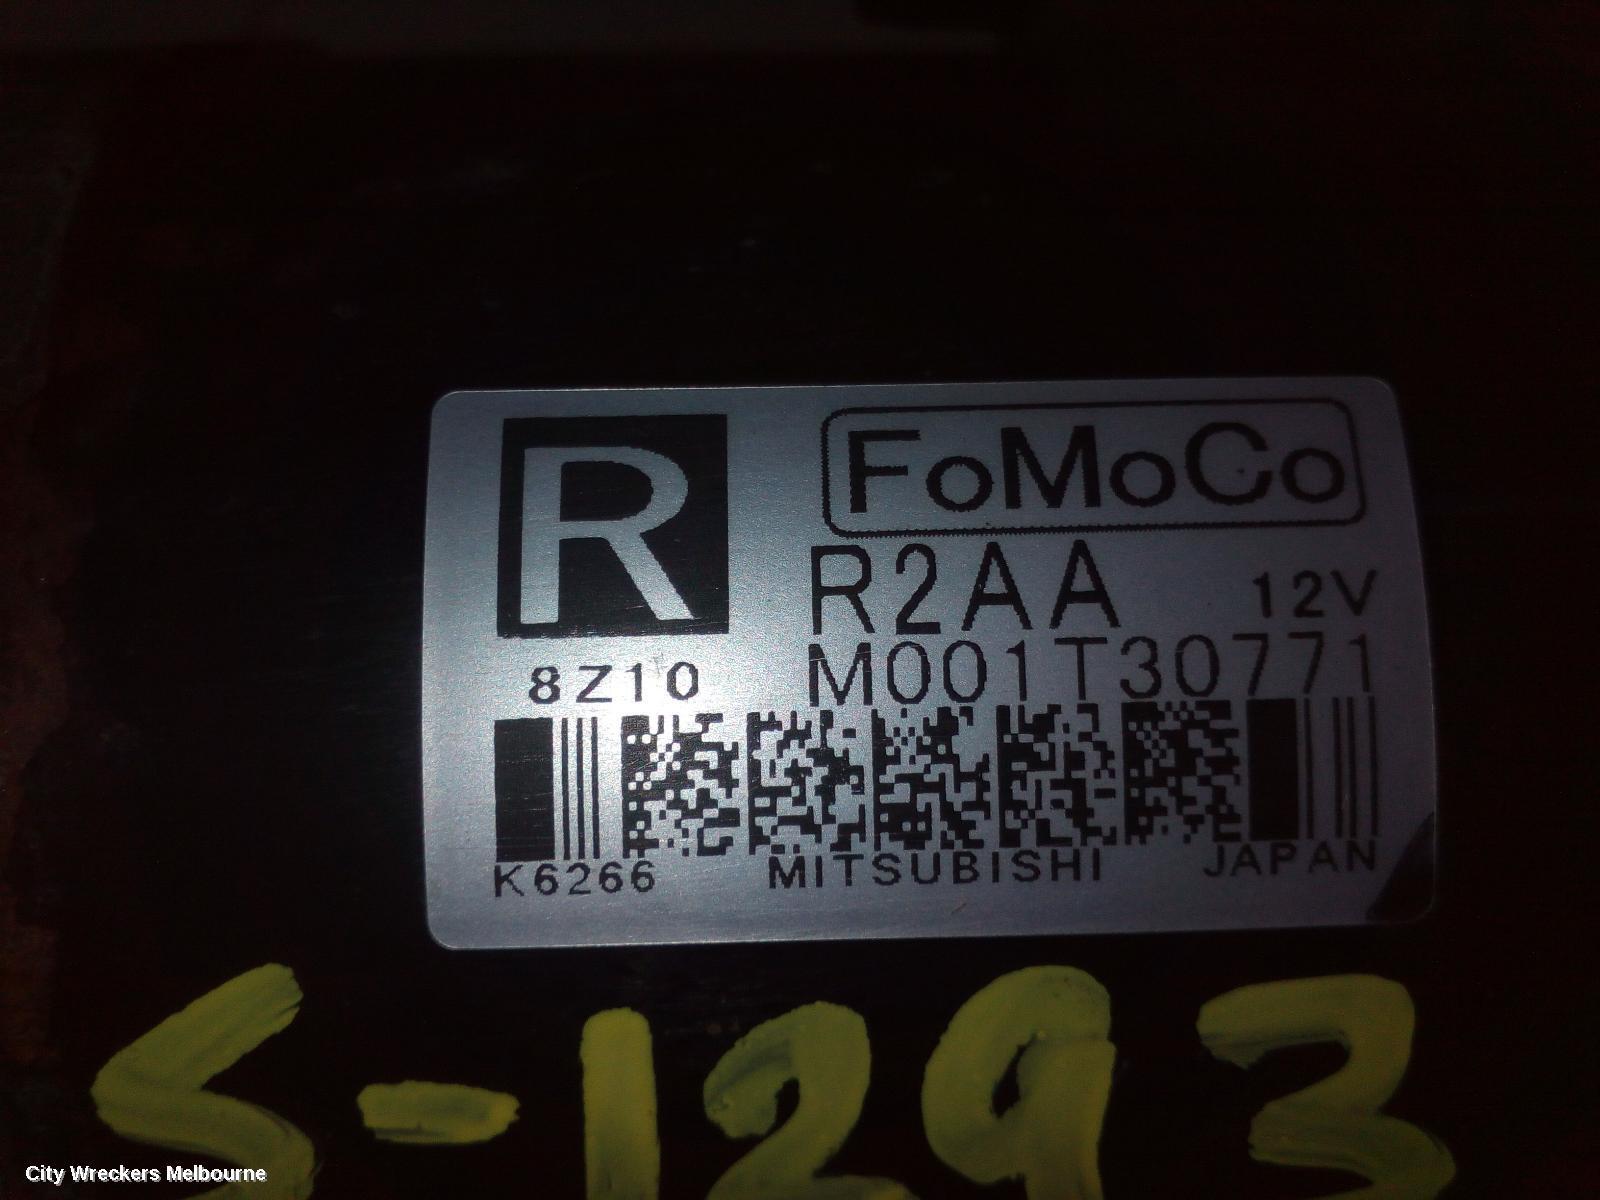 R
FoMoCo
R2AA
12V
8Z10
M001T30771
K6266
MITSUBISHI
JAPAN
S-1293
City Wreckers Melbourne